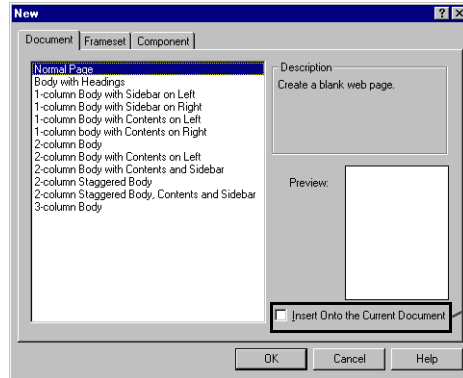 New
Document Frameset Component
Normal Page
Body with Headings
1-column Body with Sidebar on Left
1-column Body with Sidebar on Right
1-column Body with Contents on Left
1-column body with Contents on Right
2-column Body
2-column Body with Contents on Left
2-column Body with Contents and Sidebar
2-column Staggered Body
2-column Staggered Body, Contents and Sidebar
3-column Body
Description
Create a blank web page.
Preview:
Insert Onto the Current Document
OK Cancel Help